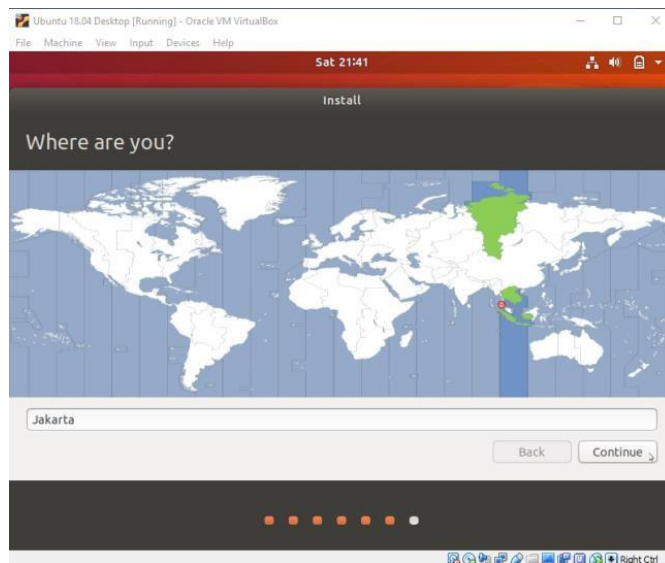 Ubuntu 18.04 Desktop [Running] - Oracle VM VirtualBox
File Machine View Input Devices Help
Sat 21:41
Install
Where are you?
Jakarta
Back Continue
Right Ctrl